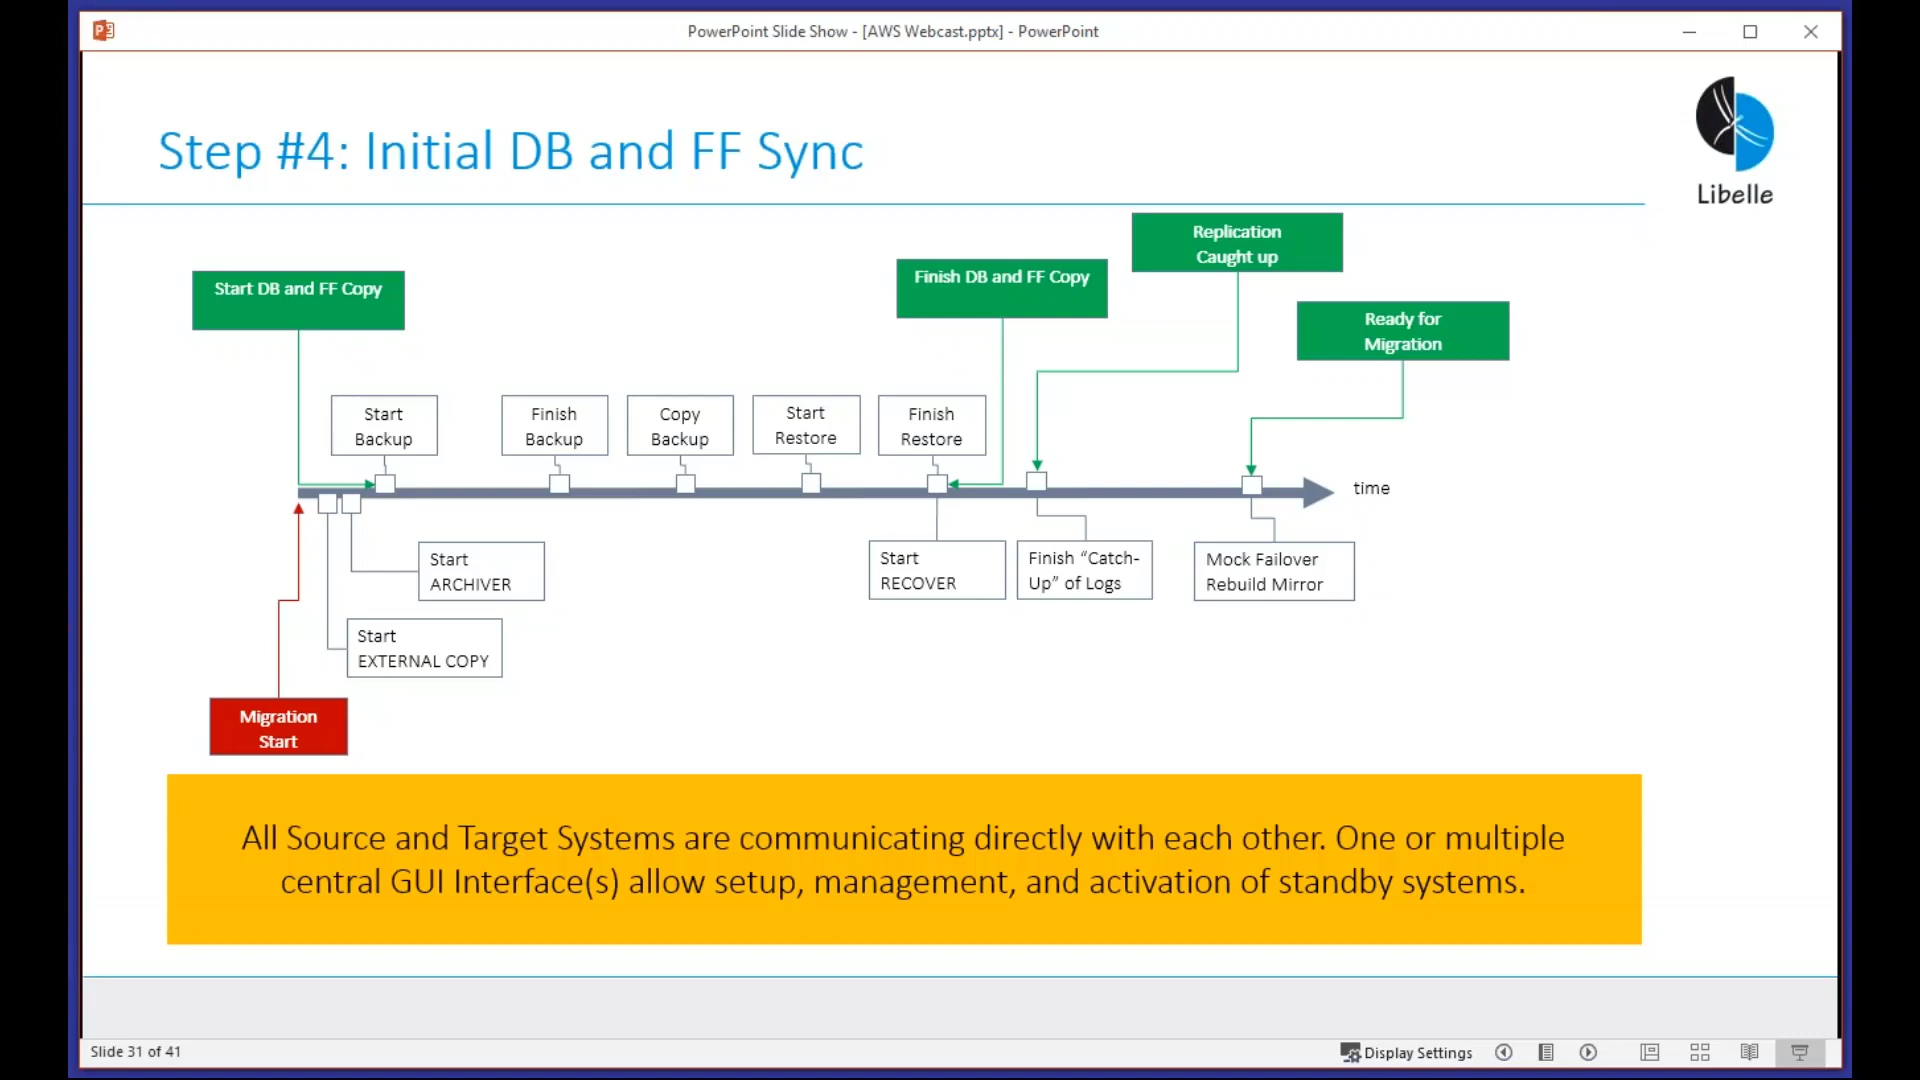 PowerPoint Slide Show - [AWS Webcast.pptx] - PowerPoint
Step #4: Initial DB and FF Sync
Libelle
Replication
Caught up
Start DB and FF Copy
Finish DB and FF Copy
Ready for
Migration
Start
Backup
Finish
Backup
Copy
Backup
Start
Restore
Finish
Restore
time
Start
ARCHIVER
Start
RECOVER
Finish “Catch-
Up” of Logs
Mock Failover
Rebuild Mirror
Start
EXTERNAL COPY
Migration
Start
All Source and Target Systems are communicating directly with each other. One or multiple
central GUI Interface(s) allow setup, management, and activation of standby systems.
Slide 31 of 41
Display Settings